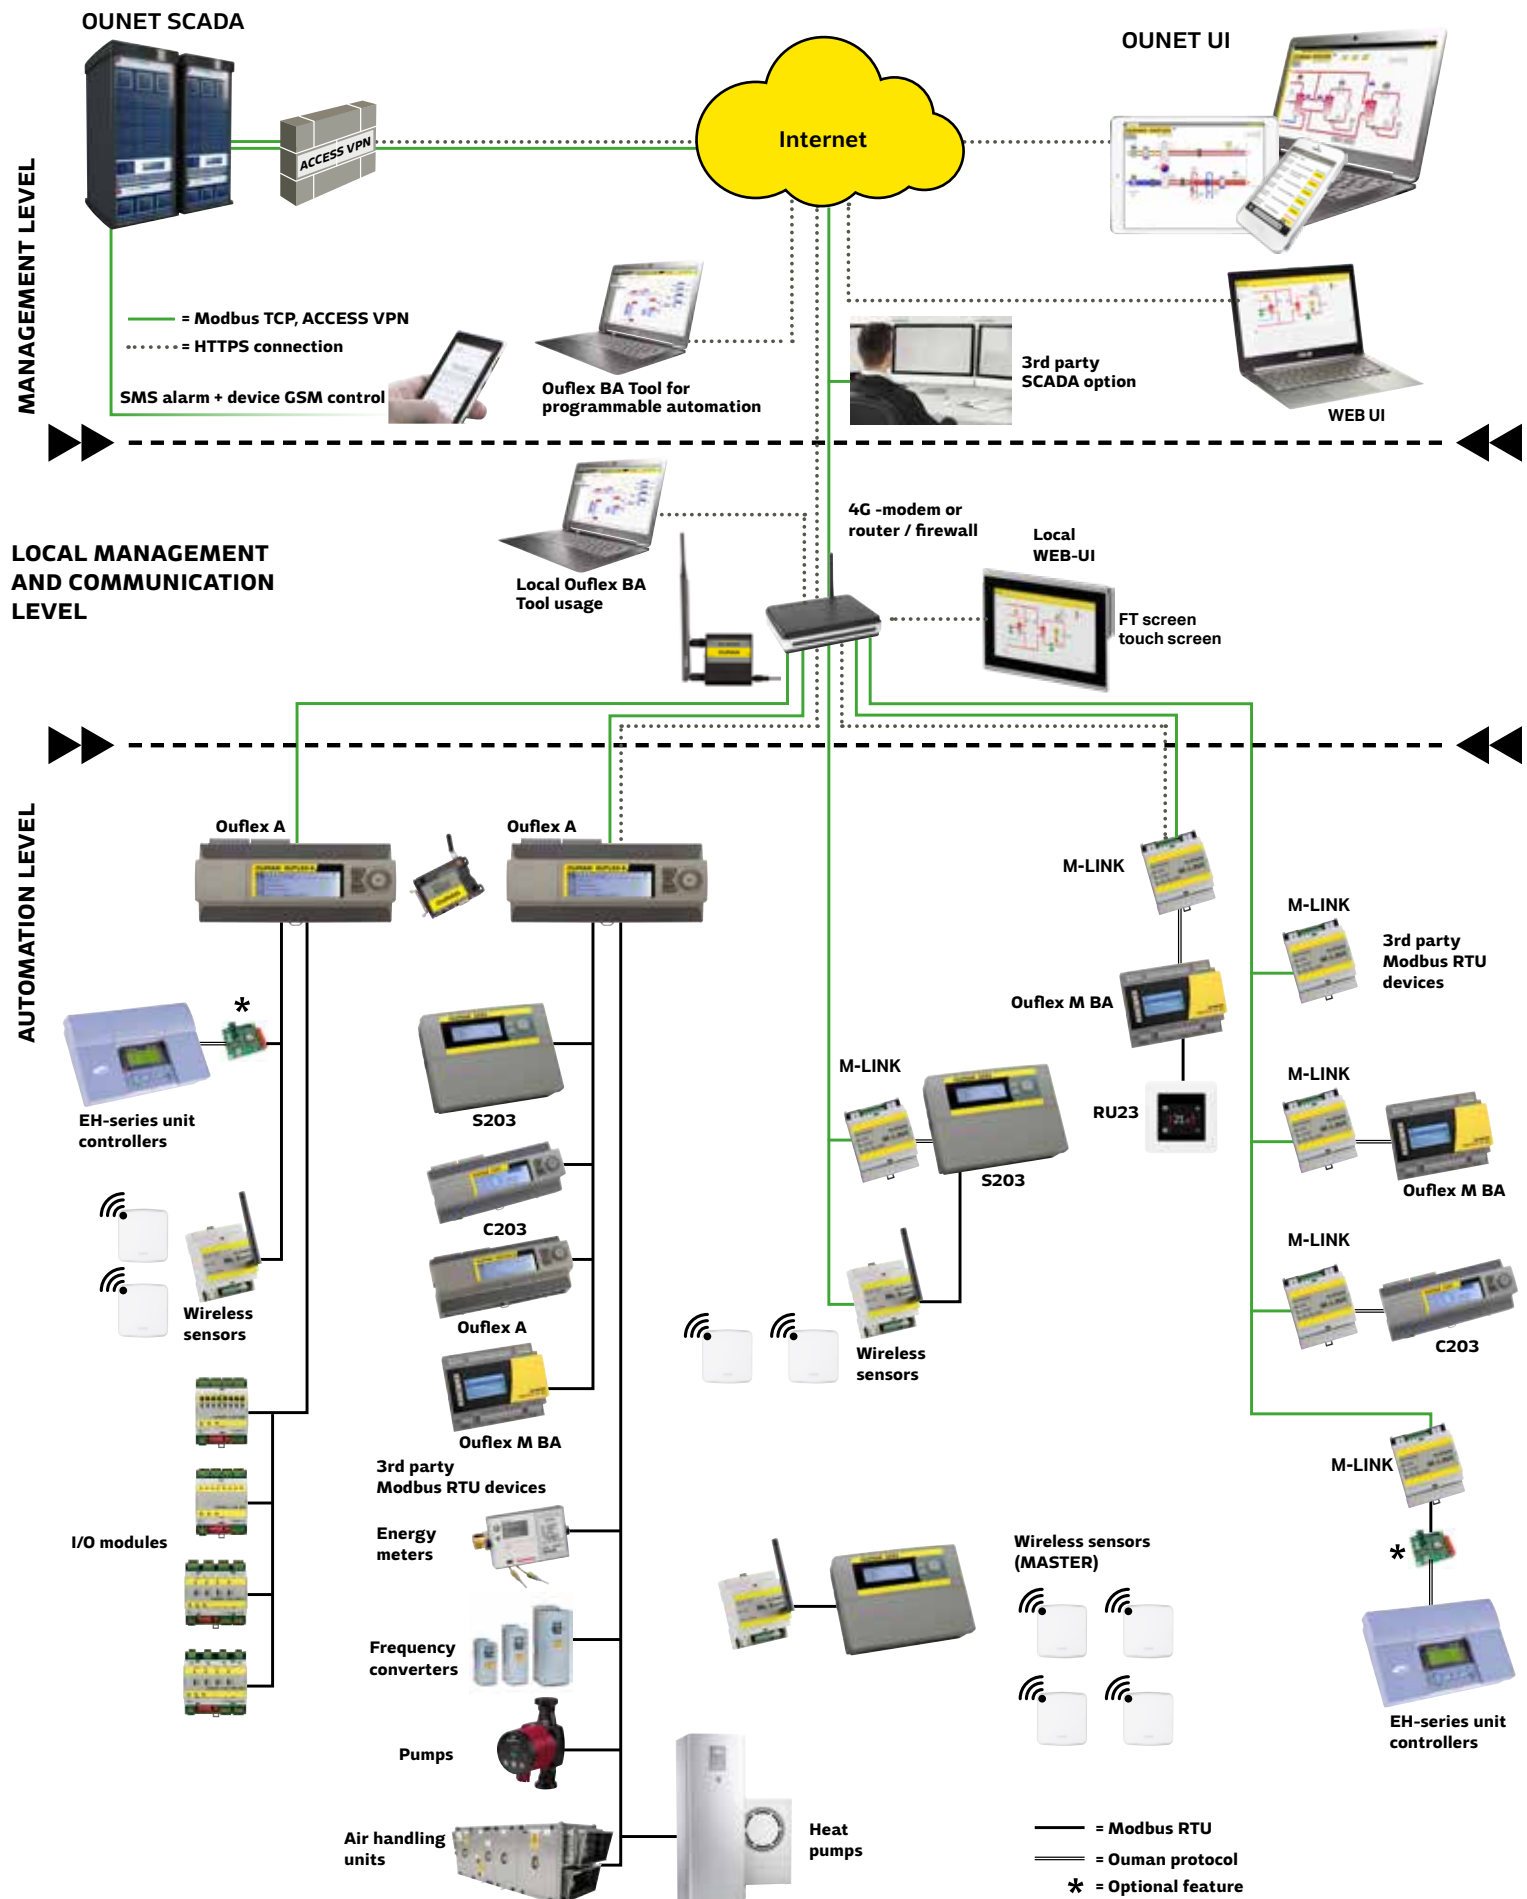 OUNET SCADA
OUNET UI
Internet
ACCESS VPN
MANAGEMENT LEVEL
= Modbus TCP, ACCESS VPN
= HTTPS connection
SMS alarm + device GSM control
Ouflex BA Tool for
programmable automation
3rd party
SCADA option
WEB UI
LOCAL MANAGEMENT
AND COMMUNICATION
LEVEL
Local Ouflex BA
Tool usage
4G -modem or
router / firewall
Local
WEB-UI
FT screen
touch screen
AUTOMATION LEVEL
Ouflex A
Ouflex A
M-LINK
M-LINK
3rd party
Modbus RTU
devices
*
Ouflex M BA
EH-series unit
controllers
S203
M-LINK
S203
RU23
M-LINK
Ouflex M BA
C203
Wireless
sensors
Ouflex A
Wireless
sensors
M-LINK
C203
Ouflex M BA
3rd party
Modbus RTU devices
M-LINK
I/O modules
Energy
meters
Wireless sensors
(MASTER)
*
Frequency
converters
EH-series unit
controllers
Pumps
Air handling
units
Heat
pumps
= Modbus RTU
= Ouman protocol
* = Optional feature